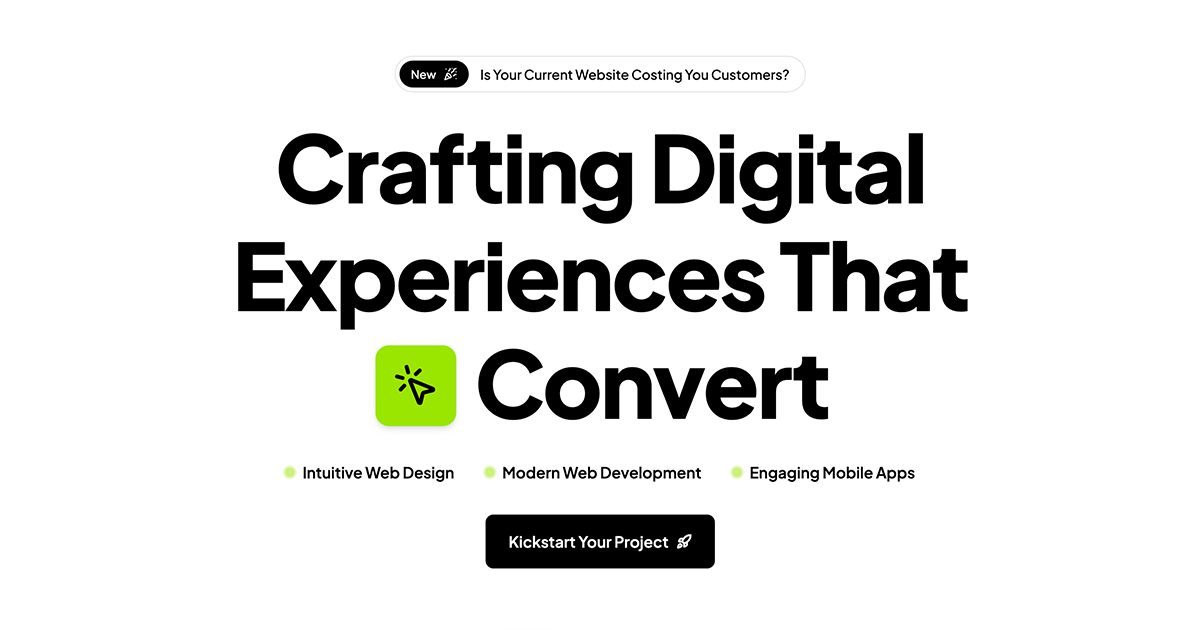 New Is Your Current Website Costing You Customers?
Crafting Digital
Experiences That
Convert
Intuitive Web Design Modern Web Development Engaging Mobile Apps
Kickstart Your Project